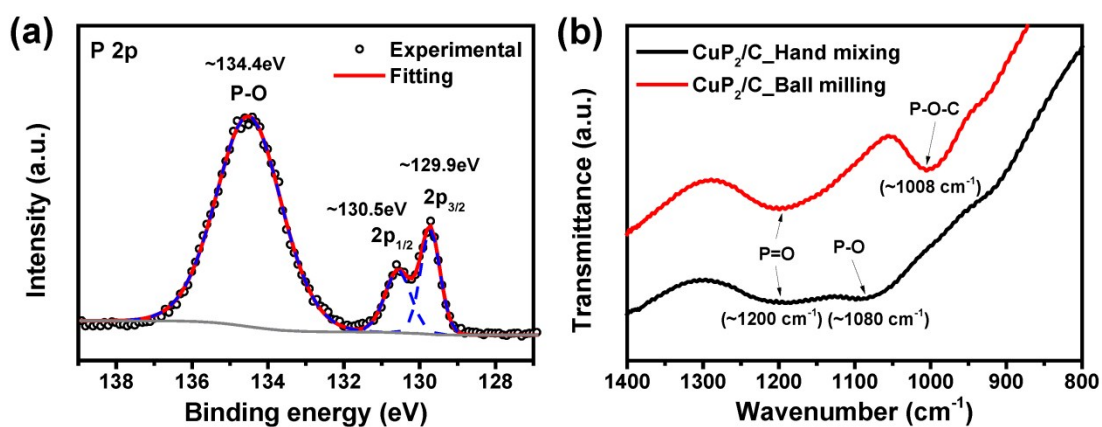 (a)
P 2p
Experimental
Fitting
~134.4eV
P-O
~129.9eV
2p3/2
~130.5eV
2p1/2
Intensity (a.u.)
138 136 134 132 130 128
Binding energy (eV)
(b)
CuP2/C_Hand mixing
CuP2/C_Ball milling
P-O-C
(~1008 cm-1)
P=O
P-O
(~1200 cm-1) (~1080 cm-1)
Transmittance (a.u.)
1400 1300 1200 1100 1000 900 800
Wavenumber (cm-1)